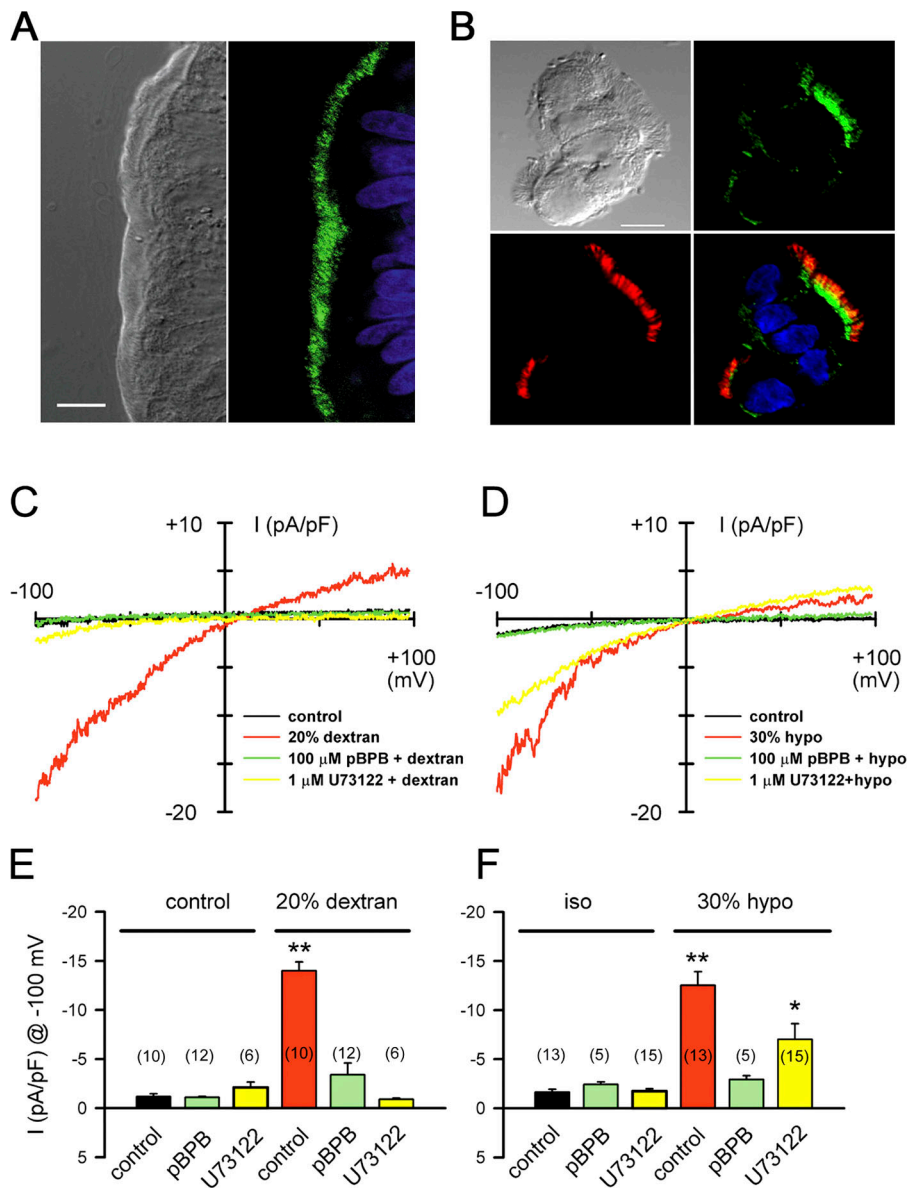 A
B
C
+10
I (pA/pF)
-100
+100
(mV)
control
20% dextran
100 µM pBPB + dextran
1 µM U73122 + dextran
-20
D
+10
I (pA/pF)
-100
+100
(mV)
control
30% hypo
100 µM pBPB + hypo
1 µM U73122+hypo
-20
E
control
20% dextran
I (pA/pF) @ -100 mV
-20
-15
-10
-5
0
5
**
(10)
(12)
(6)
(10)
(12)
(6)
control
pBPB
U73122
control
pBPB
U73122
F
iso
30% hypo
-20
-15
-10
-5
0
5
**
*
(13)
(5)
(15)
(13)
(5)
(15)
control
pBPB
U73122
control
pBPB
U73122